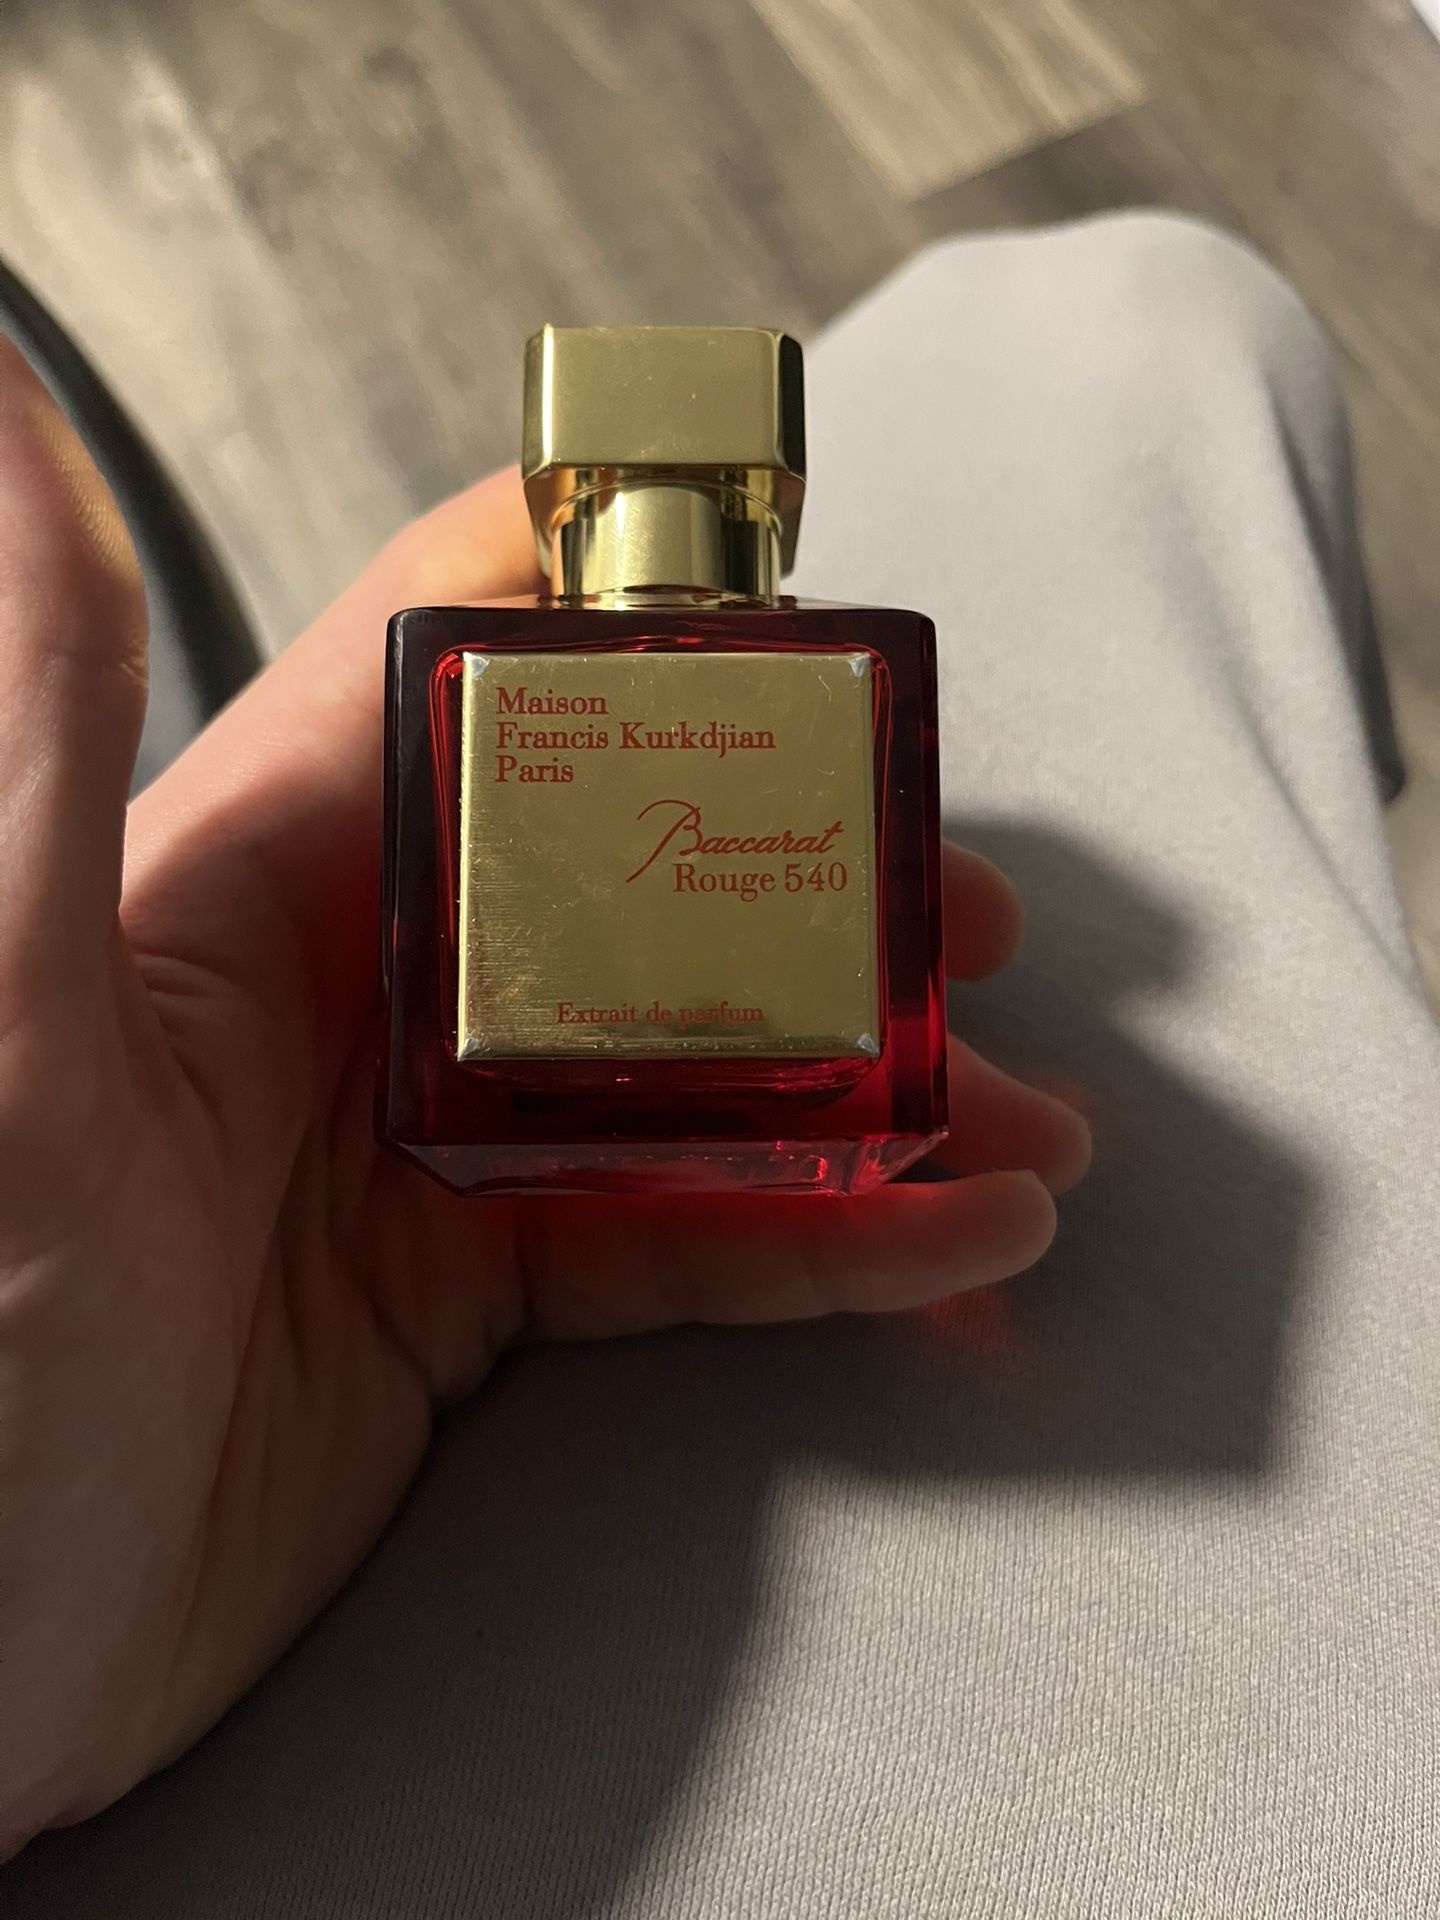 Maison
Francis Kurkdjian
Paris
Baccarat
Rouge 540
Extrait de parfum